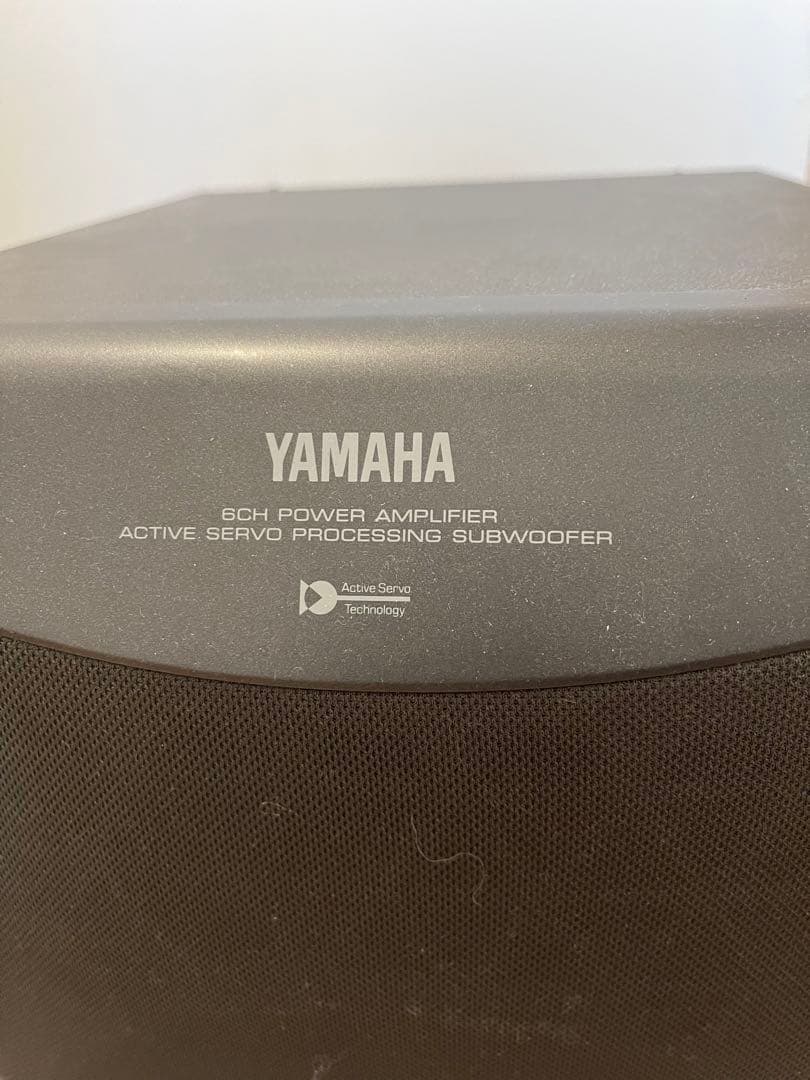 YAMAHA
6CH POWER AMPLIFIER
ACTIVE SERVO PROCESSING SUBWOOFER
Active Servo
Technology